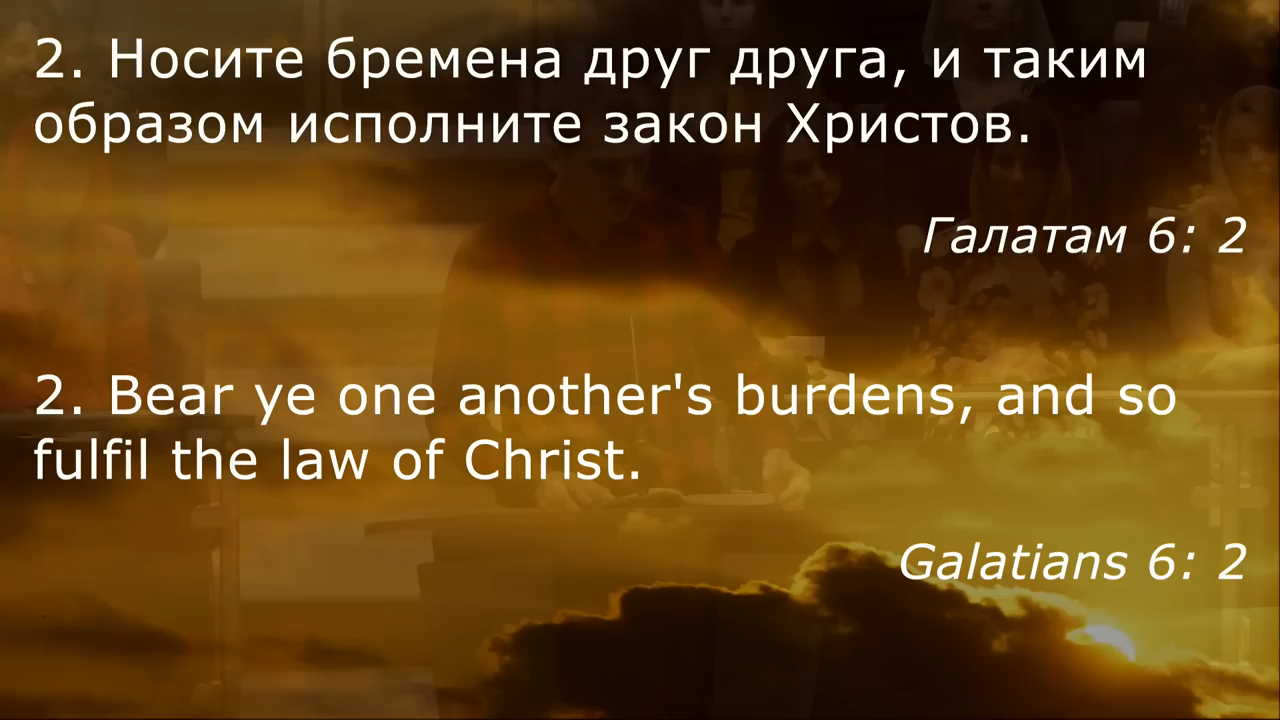 2. Носите бремена друг друга, и таким
образом исполните закон Христов.
Галатам 6: 2
2. Bear ye one another's burdens, and so
fulfil the law of Christ.
Galatians 6: 2